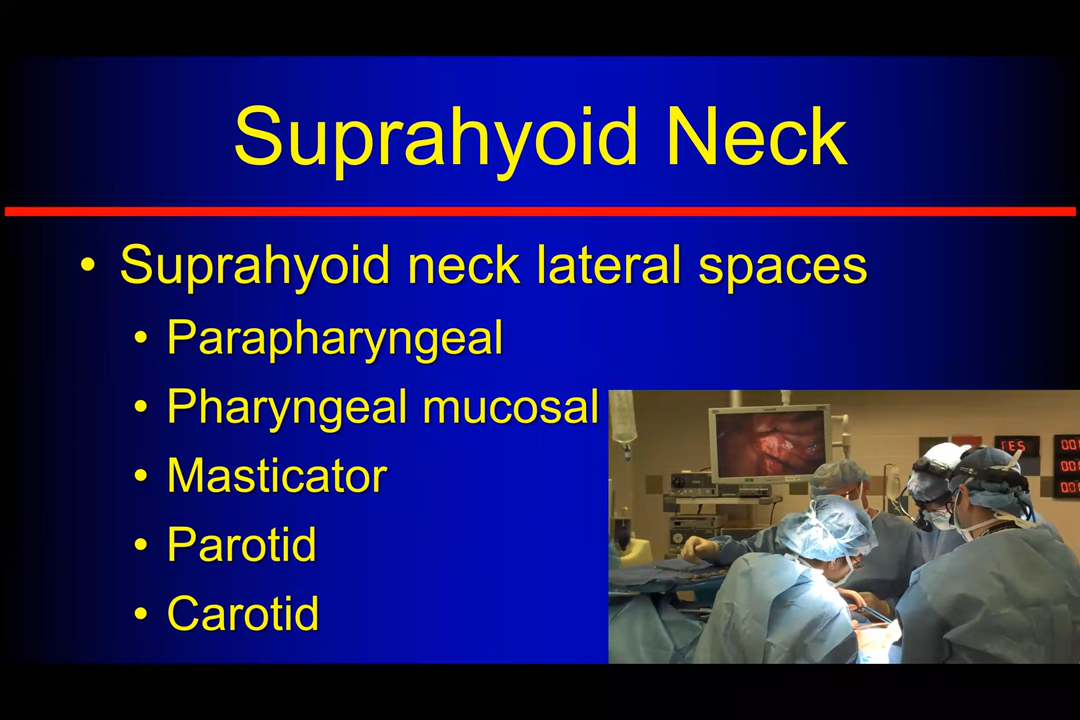 Suprahyoid Neck
• Suprahyoid neck lateral spaces
• Parapharyngeal
• Pharyngeal mucosal
• Masticator
• Parotid
• Carotid